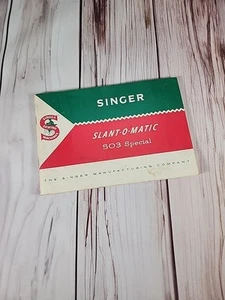 SINGER
SLANT-O-MATIC
503 Special
THE SINGER MANUFACTURING COMPANY